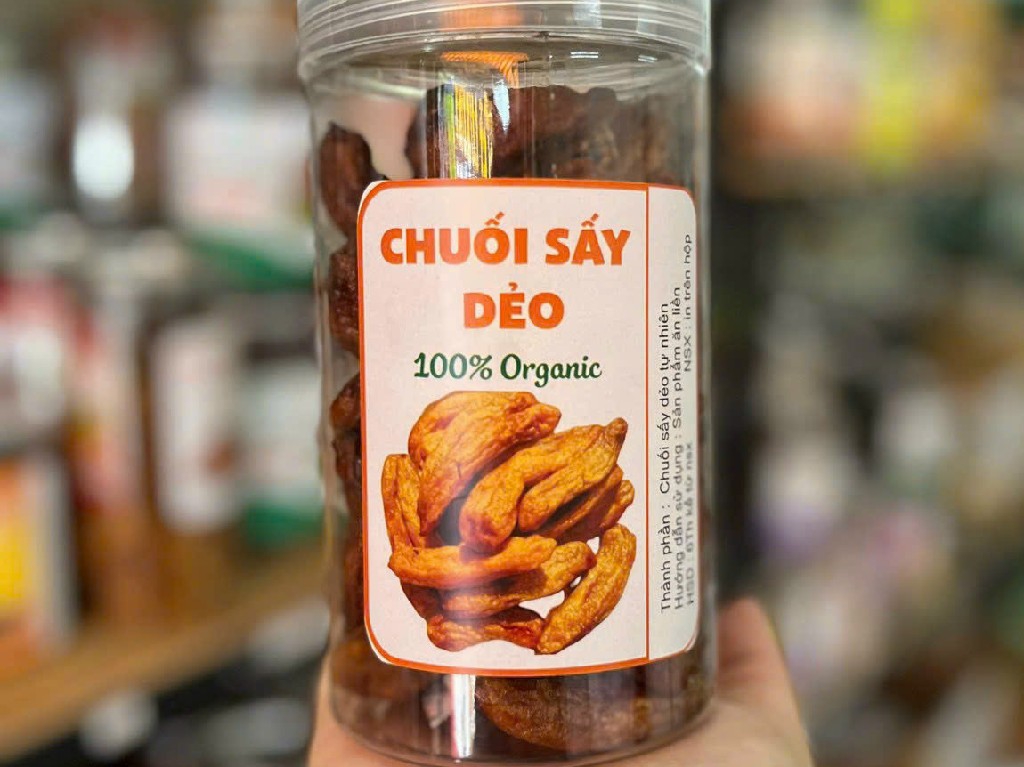 CHUỐI SẤY
DẺO
100% Organic
Thành phần : Chuối sấy dẻo tự nhiên
Hướng dẫn sử dụng : Sản phẩm ăn liền
HSD : 6Th kể từ nsx NSX : in trên hộp